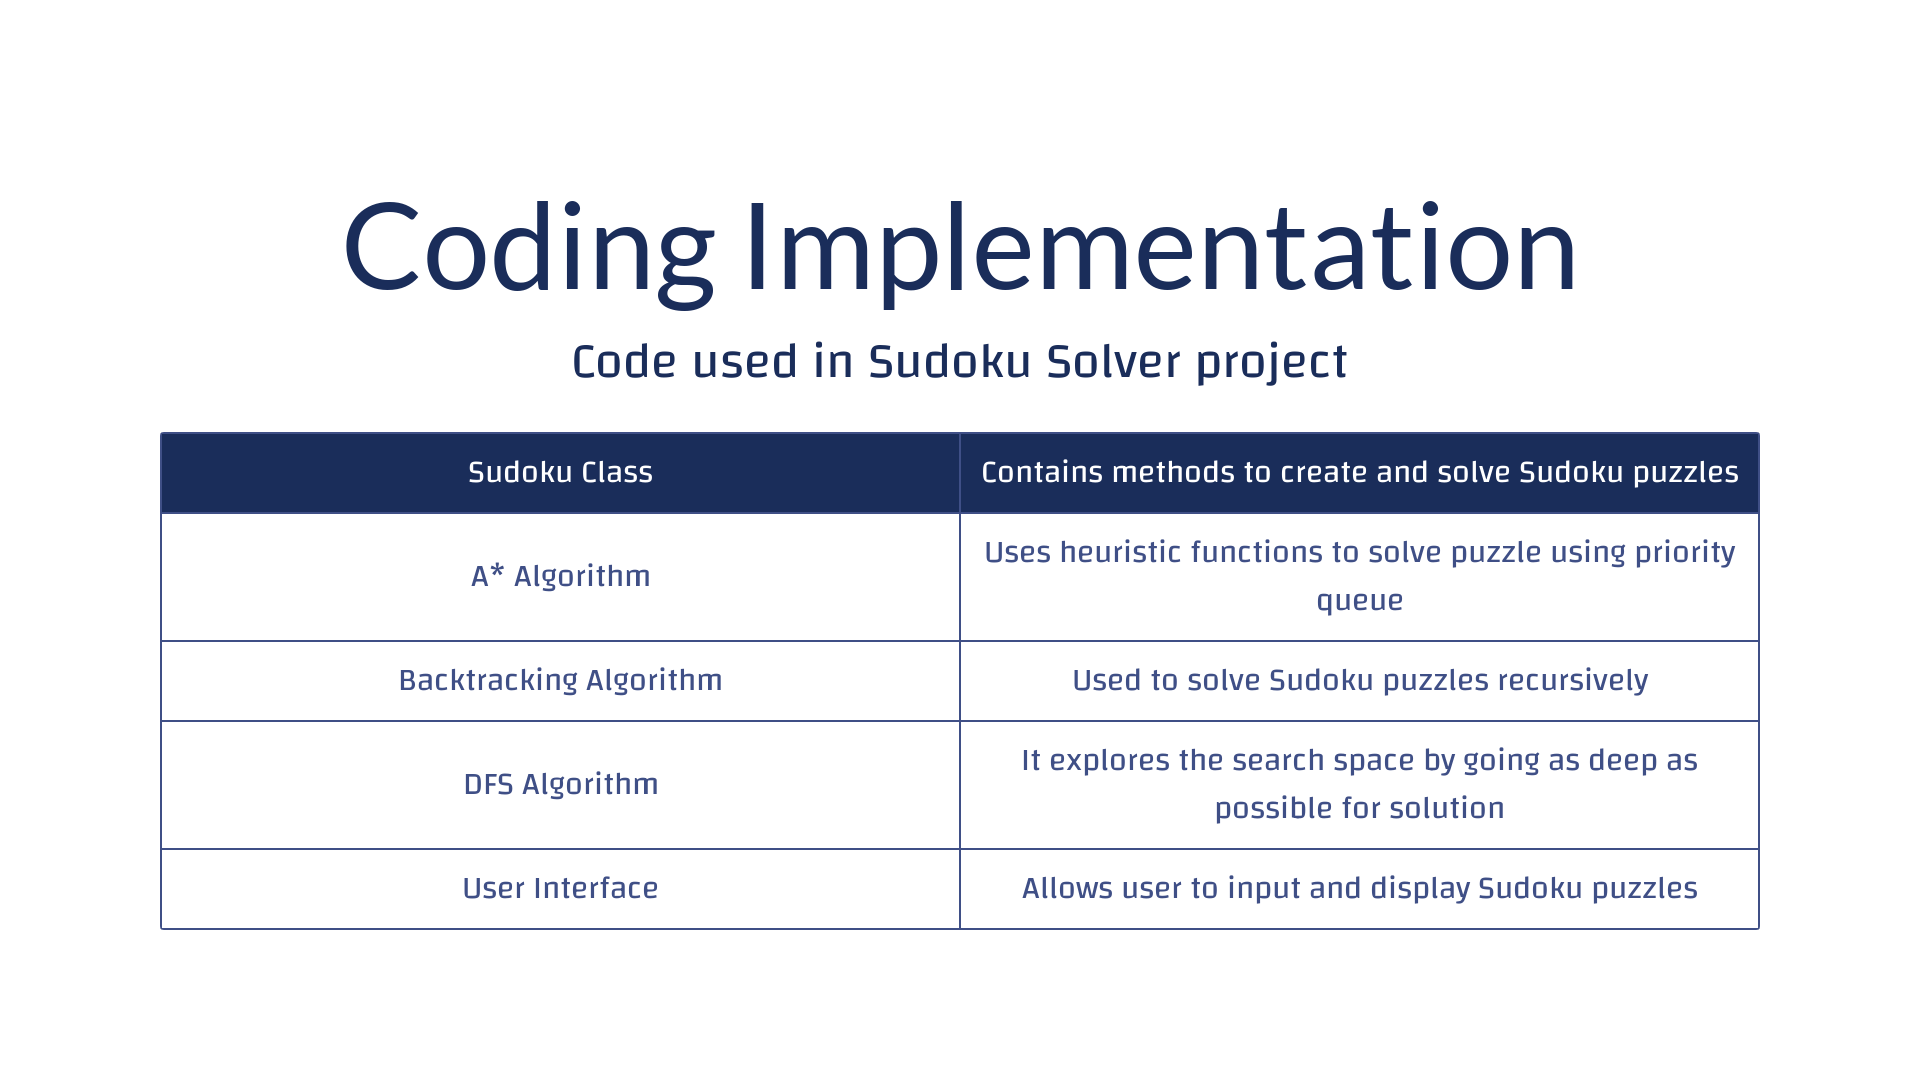 Coding Implementation
Code used in Sudoku Solver project
Sudoku Class
Contains methods to create and solve Sudoku puzzles
A* Algorithm
Uses heuristic functions to solve puzzle using priority
queue
Backtracking Algorithm
Used to solve Sudoku puzzles recursively
DFS Algorithm
It explores the search space by going as deep as
possible for solution
User Interface
Allows user to input and display Sudoku puzzles